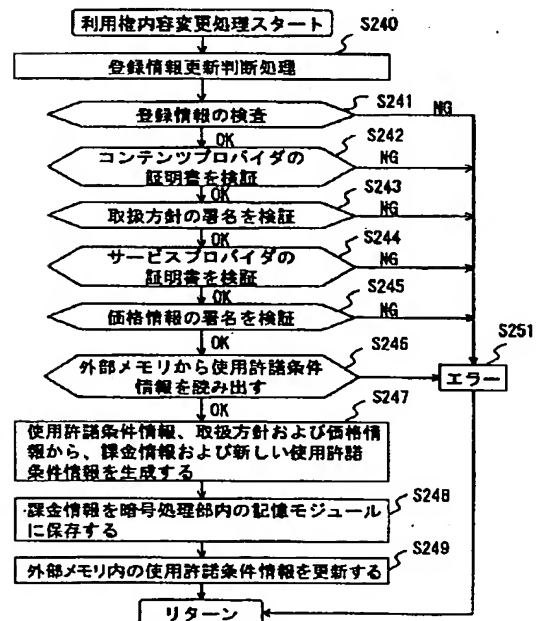 利用権内容変更処理スタート
S240
登録情報更新判断処理
S241
登録情報の検査
NG
OK
S242
コンテンツプロバイダの
証明書を検証
NG
OK
S243
取扱方針の署名を検証
NG
OK
S244
サービスプロバイダの
証明書を検証
NG
OK
S245
価格情報の署名を検証
NG
OK
S246
外部メモリから使用許諾条件
情報を読み出す
S251
エラー
OK
S247
使用許諾条件情報、取扱方針および価格情
報から、課金情報および新しい使用許諾
条件情報を生成する
S248
課金情報を暗号処理部内の記憶モジュール
に保存する
S249
外部メモリ内の使用許諾条件情報を更新する
リターン